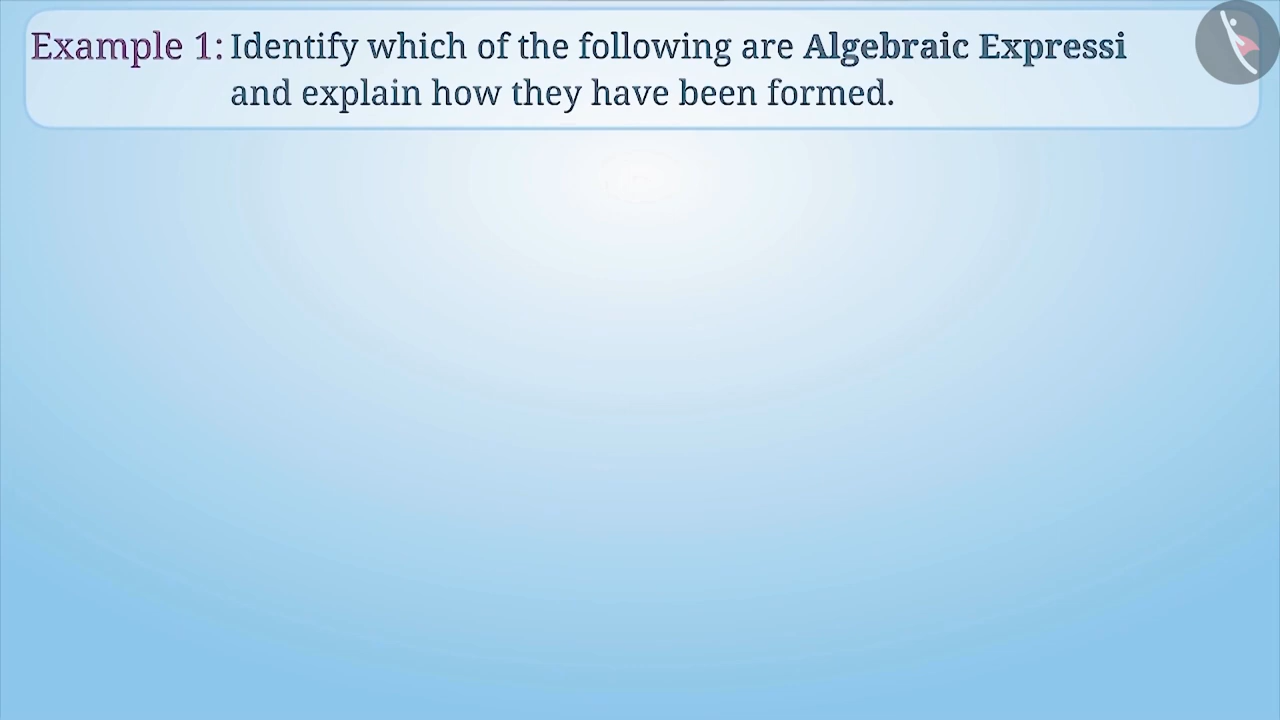 Example 1: Identify which of the following are Algebraic Expressi
and explain how they have been formed.